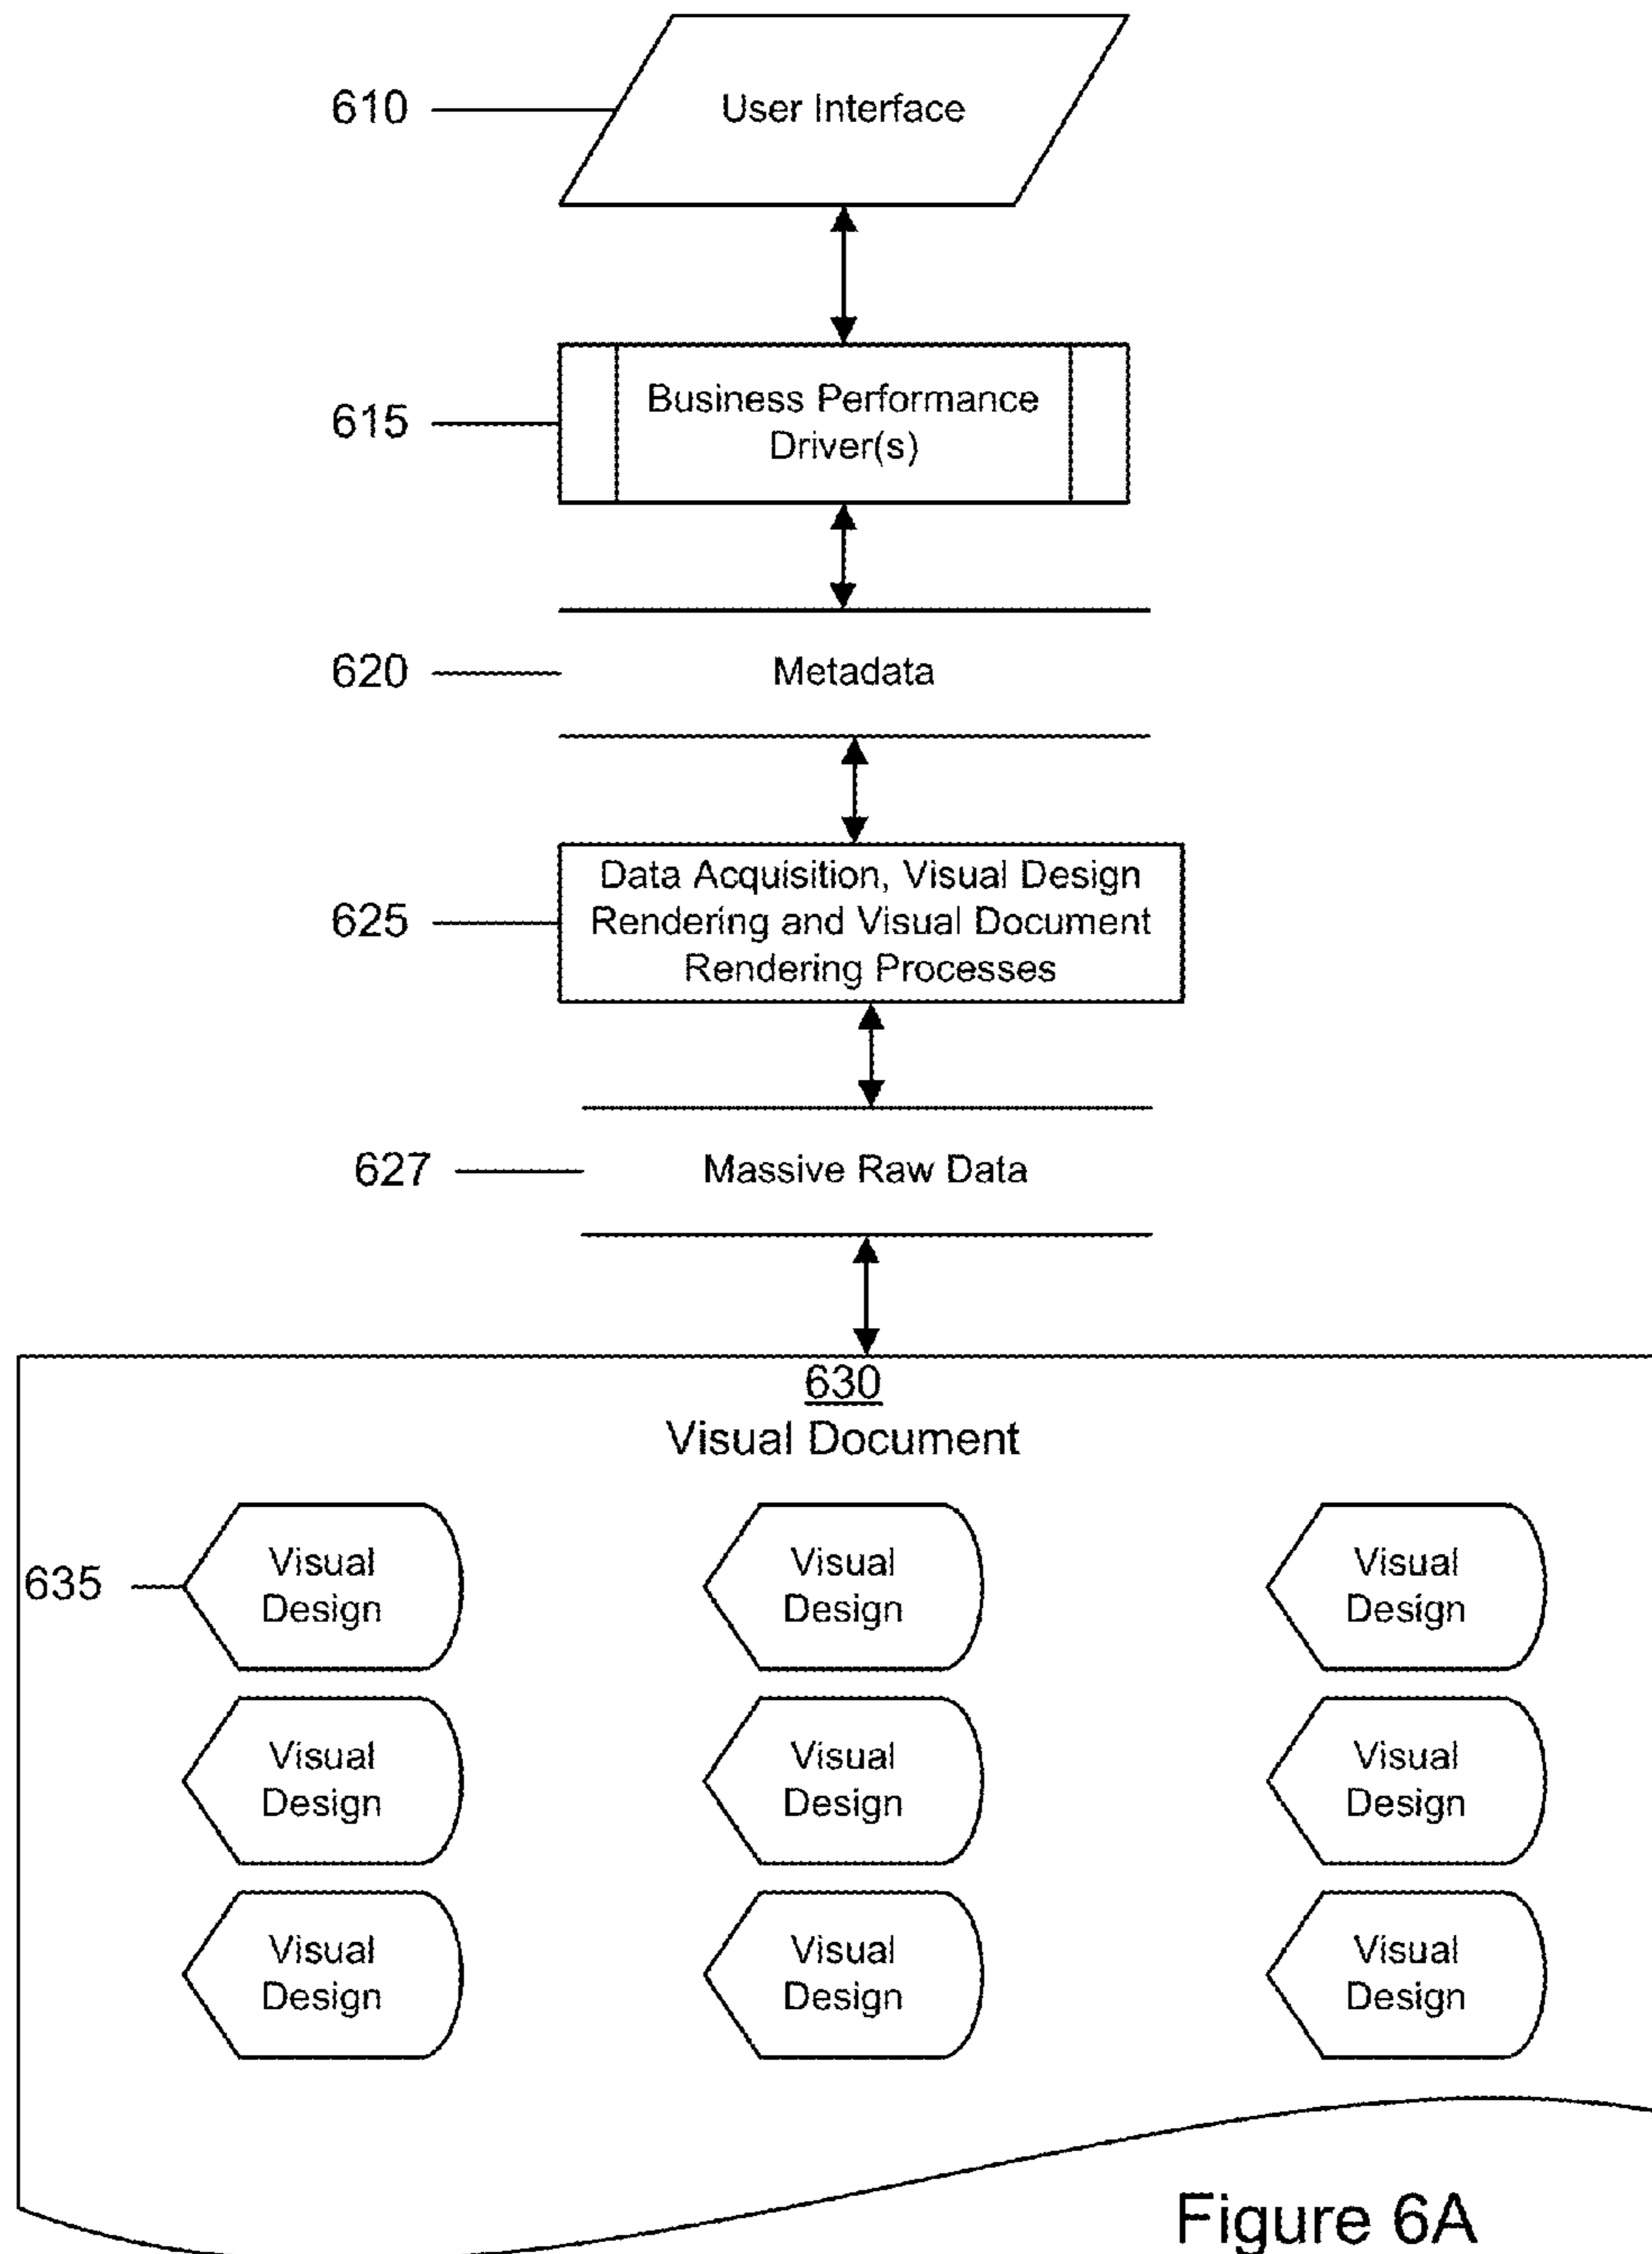 610
User Interface
615
Business Performance
Driver(s)
620
Metadata
625
Data Acquisition, Visual Design
Rendering and Visual Document
Rendering Processes
627
Massive Raw Data
630
Visual Document
635
Visual
Design
Visual
Design
Visual
Design
Visual
Design
Visual
Design
Visual
Design
Visual
Design
Visual
Design
Visual
Design
Figure 6A